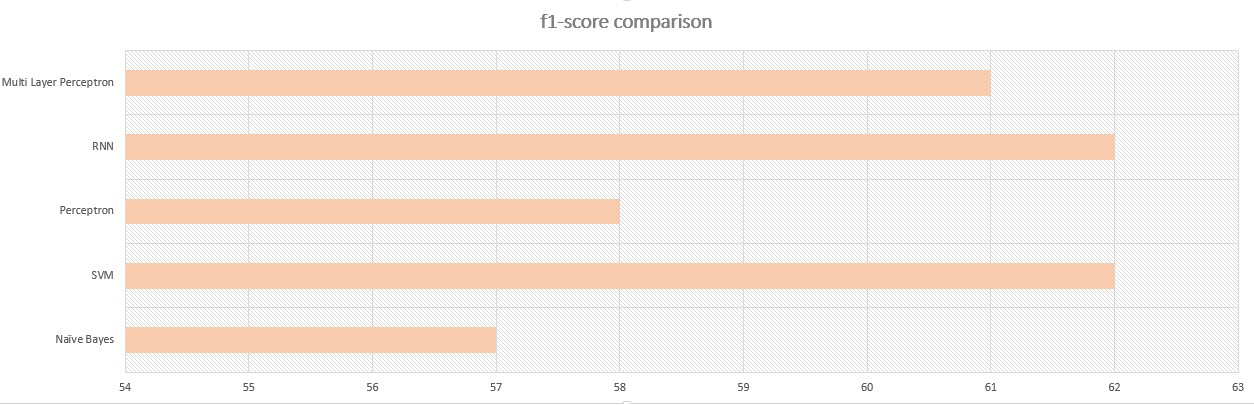 f1-score comparison
Multi Layer Perceptron
RNN
Perceptron
SVM
Naïve Bayes
54 55 56 57 58 59 60 61 62 63